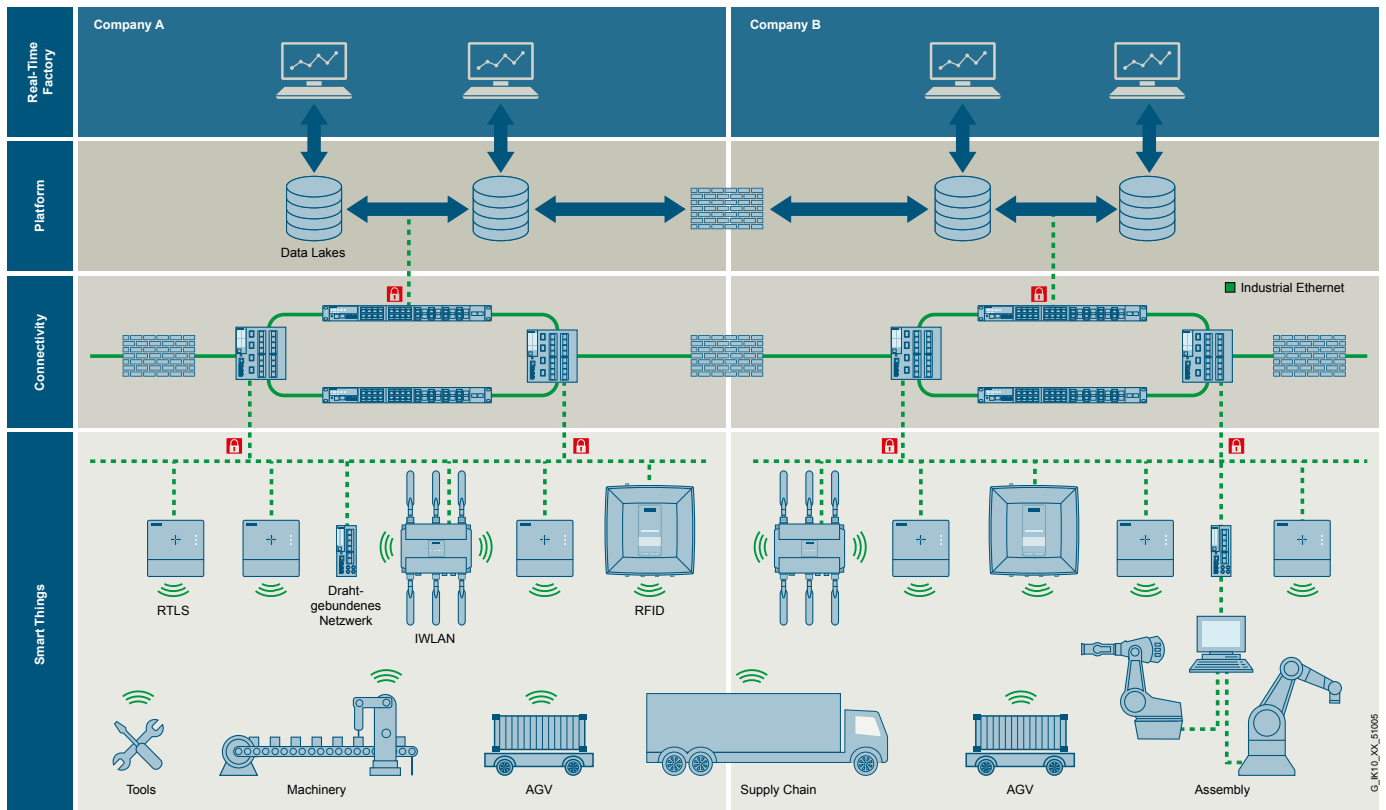 Company A
Company B
Real-Time
Factory
Platform
Data Lakes
Connectivity
Industrial Ethernet
Smart Things
RTLS
Draht-
gebundenes
Netzwerk
IWLAN
RFID
Tools
Machinery
AGV
Supply Chain
AGV
Assembly
G_IK10_XX_51005